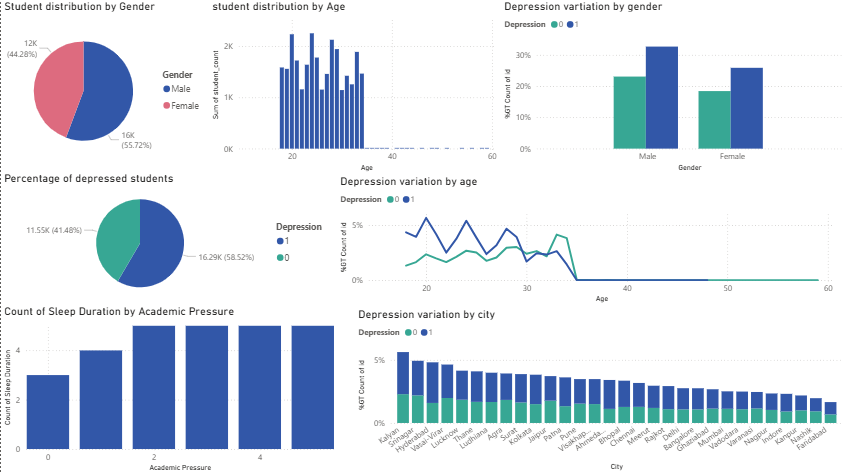 Student distribution by Gender
12K
(44.28%)
16K
(55.72%)
Gender
Male
Female
student distribution by Age
Sum of student_count
2K
1K
0K
20
40
60
Age
Depression vartiation by gender
Depression 0 1
%GT Count of id
30%
20%
10%
0%
Male
Female
Gender
Percentage of depressed students
11.55K (41.48%)
16.29K (58.52%)
Depression
1
0
Depression variation by age
Depression 0 1
%GT Count of id
5%
0%
20
30
40
50
60
Age
Count of Sleep Duration by Academic Pressure
Count of Sleep Duration
4
2
0
0
2
4
Academic Pressure
Depression variation by city
Depression 0 1
%GT Count of id
5%
0%
Kalyan
Srinagar
Hyderabad
Vasai-Virar
Lucknow
Thane
Ludhiana
Agra
Surat
Kolkata
Jaipur
Patna
Pune
Visakhap...
Ahmeda...
Bhopal
Chennai
Meerut
Rajkot
Delhi
Bangalore
Ghaziabad
Mumbai
Vadodara
Varanasi
Nagpur
Indore
Kanpur
Nashik
Faridabad
City